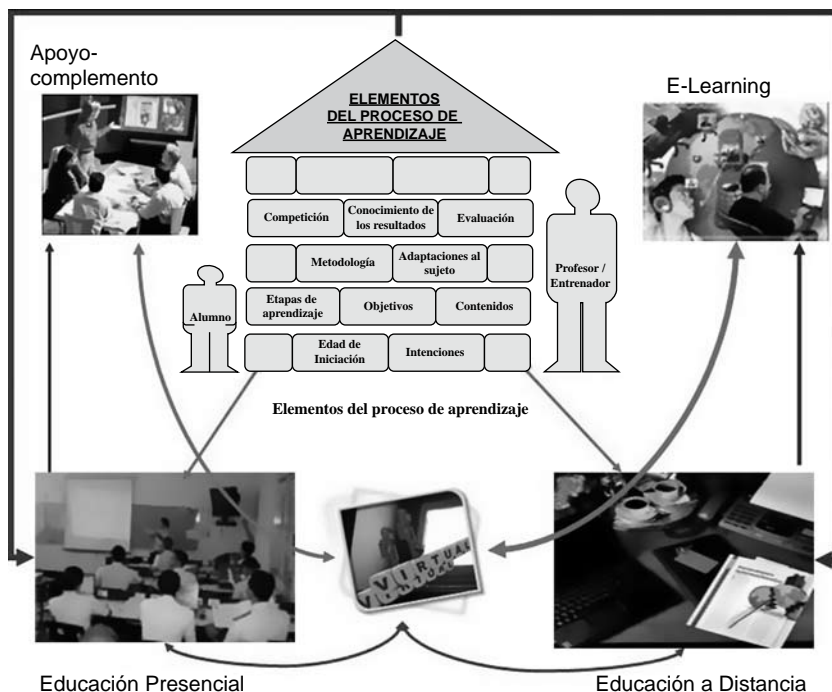 Apoyo-
complemento
E-Learning
ELEMENTOS
DEL PROCESO DE
APRENDIZAJE
Competición
Conocimiento de
los resultados
Evaluación
Metodología
Adaptaciones al
sujeto
Profesor /
Entrenador
Alumno
Etapas de
aprendizaje
Objetivos
Contenidos
Edad de
Iniciación
Intenciones
Elementos del proceso de aprendizaje
VIRTUAL
VIRTUAL
Educación Presencial
Educación a Distancia